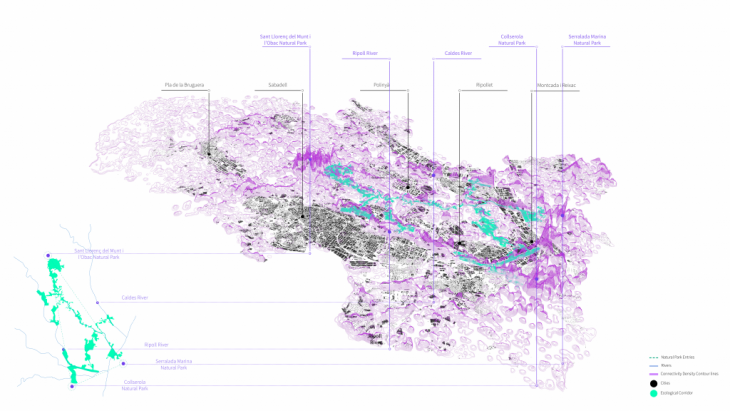 Sant Llorenç del Munt i
l'Obac Natural Park
Ripoll River
Caldes River
Collserola
Natural Park
Serralada Marina
Natural Park
Pla de la Bruguera
Sabadell
Polinyà
Ripollet
Montcada i Reixac
Sant Llorenç del Munt i
l'Obac Natural Park
Caldes River
Ripoll River
Serralada Marina
Natural Park
Collserola
Natural Park
Natural Park Entries
Rivers
Connectivity Density Contour-lines
Cities
Ecological Corridor